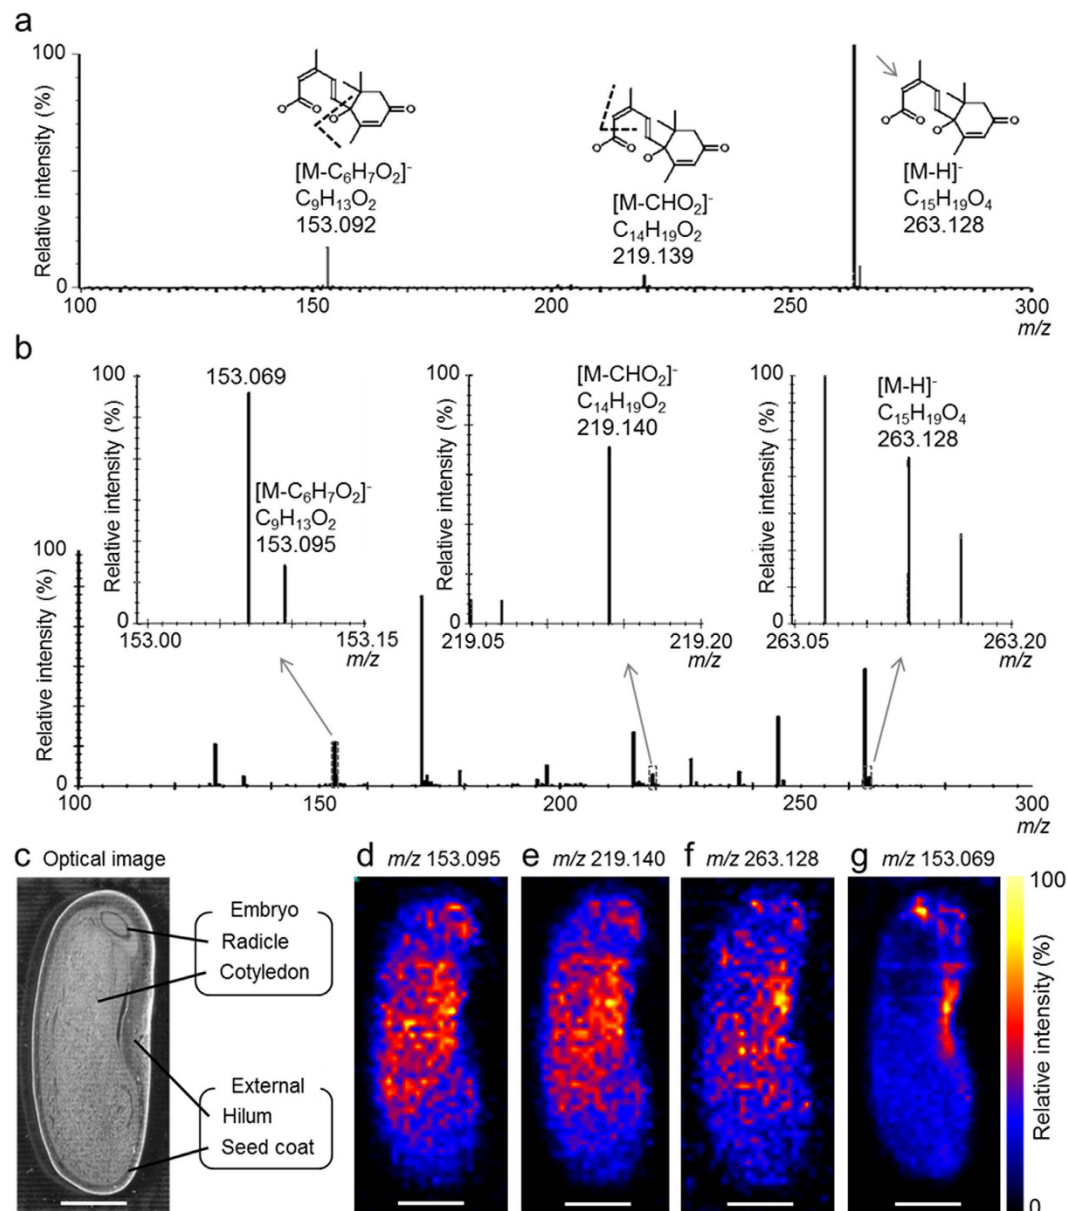 a
100
Relative intensity (%)
0
100
150
200
250
300
m/z
O
O
O
O
[M-C₆H₇O₂]⁻
C₉H₁₃O₂
153.092
O
O
O
O
[M-CHO₂]⁻
C₁₄H₁₉O₂
219.139
O
O
O
O
[M-H]⁻
C₁₅H₁₉O₄
263.128
b
100
Relative intensity (%)
0
153.00
153.15
m/z
153.069
[M-C₆H₇O₂]⁻
C₉H₁₃O₂
153.095
100
Relative intensity (%)
0
219.05
219.20
m/z
[M-CHO₂]⁻
C₁₄H₁₉O₂
219.140
100
Relative intensity (%)
0
263.05
263.20
m/z
[M-H]⁻
C₁₅H₁₉O₄
263.128
100
Relative intensity (%)
0
100
150
200
250
300
m/z
c Optical image
Embryo
Radicle
Cotyledon
External
Hilum
Seed coat
d m/z 153.095
e m/z 219.140
f m/z 263.128
g m/z 153.069
100
Relative intensity (%)
0